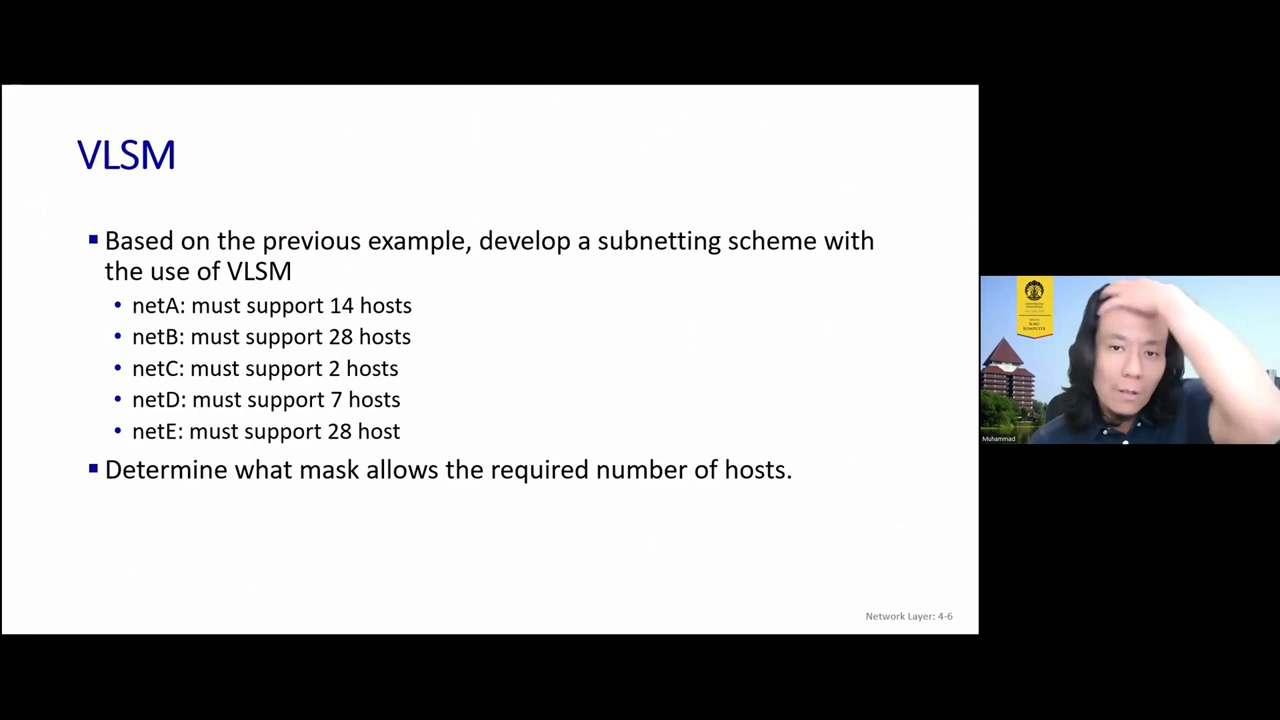 VLSM
▪ Based on the previous example, develop a subnetting scheme with
the use of VLSM
• netA: must support 14 hosts
• netB: must support 28 hosts
• netC: must support 2 hosts
• netD: must support 7 hosts
• netE: must support 28 host
▪ Determine what mask allows the required number of hosts.
Network Layer: 4-6
ILMU
KOMPUTER
Muhammad